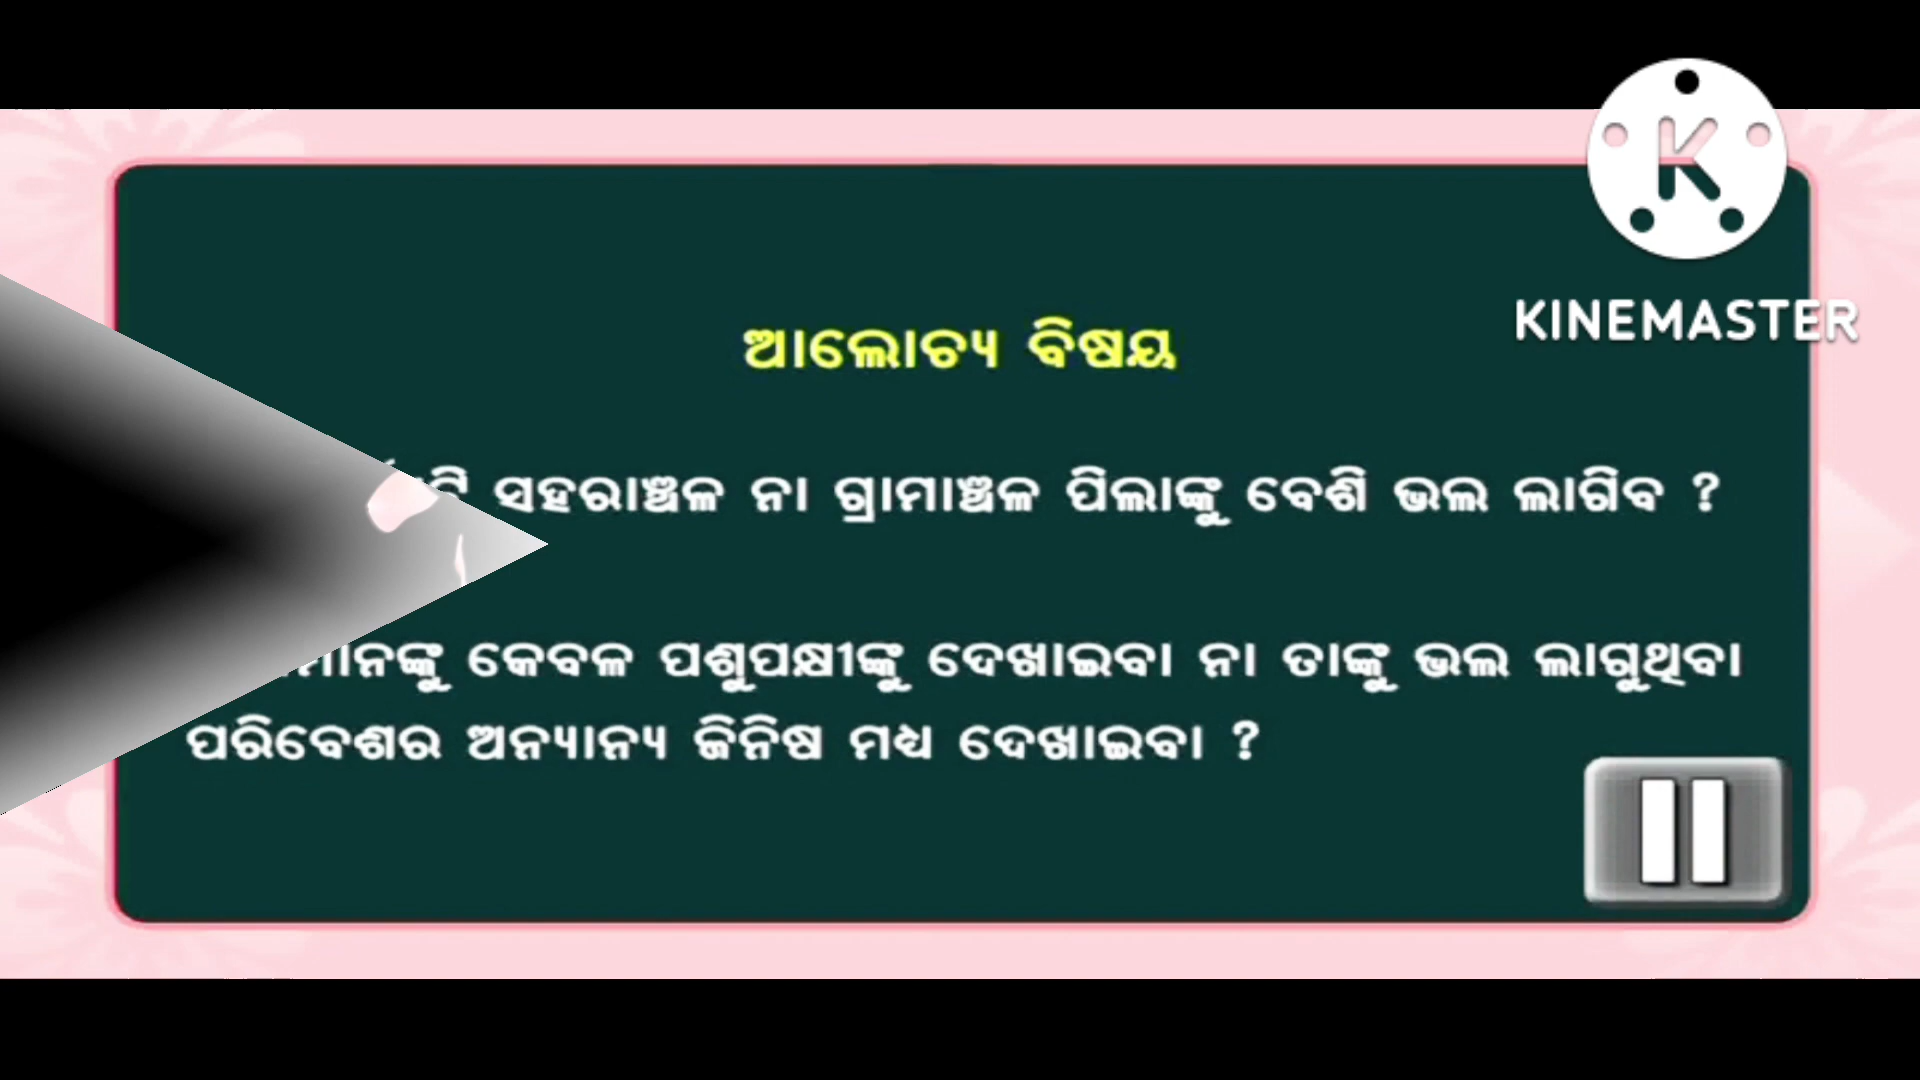 KINEMASTER
ଆଲୋଚ୍ୟ ବିଷୟ
ସହରାଞ୍ଚଳ ନା ଗ୍ରାମାଞ୍ଚଳ ପିଲାଙ୍କୁ ବେଶି ଭଲ ଲାଗିବ ?
କେବଳ ପଶୁପକ୍ଷୀଙ୍କୁ ଦେଖାଇବା ନା ତାଙ୍କୁ ଭଲ ଲାଗୁଥିବା
ପରିବେଶର ଅନ୍ୟାନ୍ୟ ଜିନିଷ ମଧ୍ୟ ଦେଖାଇବା ?